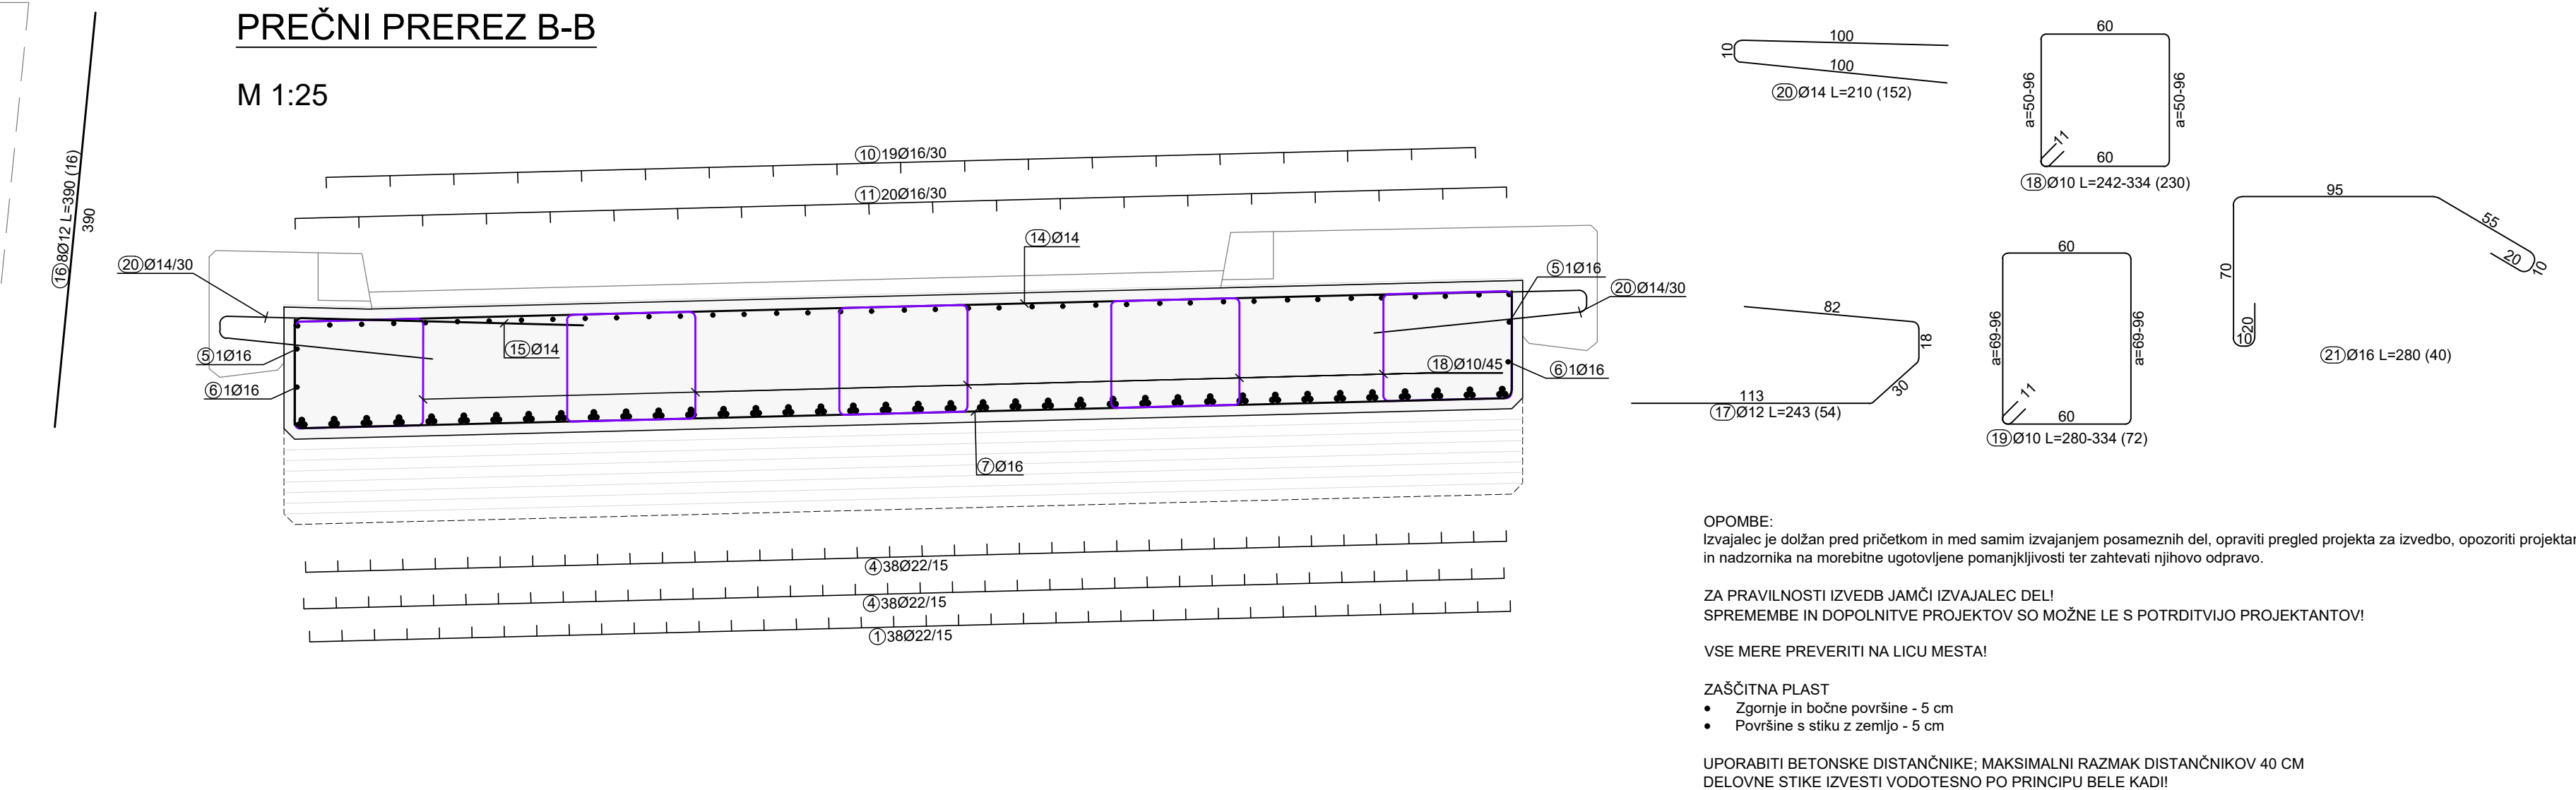 PREČNI PREREZ B-B
M 1:25
16 8Ø12 L=390 (16)
390
10 19Ø16/30
11 20Ø16/30
14 Ø14
20 Ø14/30
5 1Ø16
20 Ø14/30
15 Ø14
5 1Ø16
6 1Ø16
18 Ø10/45
6 1Ø16
7 Ø16
4 38Ø22/15
4 38Ø22/15
1 38Ø22/15
100
10
100
20 Ø14 L=210 (152)
60
a=50-96
a=50-96
11
60
18 Ø10 L=242-334 (230)
82
18
30
113
17 Ø12 L=243 (54)
60
a=69-96
a=69-96
11
60
19 Ø10 L=280-334 (72)
95
55
20
10
70
20
10
21 Ø16 L=280 (40)
OPOMBE:
Izvajalec je dolžan pred pričetkom in med samim izvajanjem posameznih del, opraviti pregled projekta za izvedbo, opozoriti
in nadzornika na morebitne ugotovljene pomanjkljivosti ter zahtevati njihovo odpravo.
ZA PRAVILNOSTI IZVEDB JAMČI IZVAJALEC DEL!
SPREMEMBE IN DOPOLNITVE PROJEKTOV SO MOŽNE LE S POTRDITVIJO PROJEKTANTOV!
VSE MERE PREVERITI NA LICU MESTA!
ZAŠČITNA PLAST
• Zgornje in bočne površine - 5 cm
• Površine s stiku z zemljo - 5 cm
UPORABITI BETONSKE DISTANČNIKE; MAKSIMALNI RAZMAK DISTANČNIKOV 40 CM
DELOVNE STIKE IZVESTI VODOTESNO PO PRINCIPU BELE KADI!